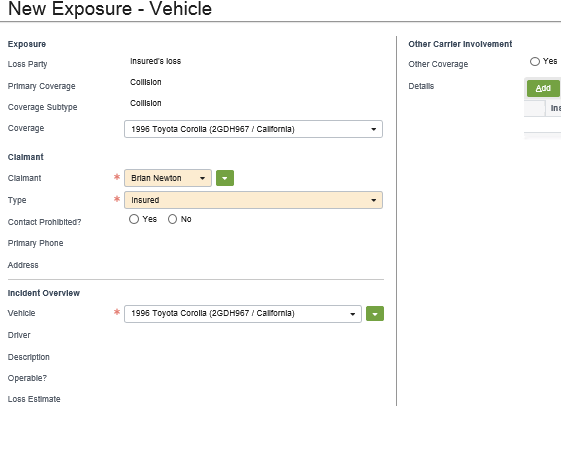 New Exposure - Vehicle
Exposure
Loss Party Insured's loss
Primary Coverage Collision
Coverage Subtype Collision
Coverage 1996 Toyota Corolla (2GDH967 / California)
Claimant
Claimant * Brian Newton
Type * Insured
Contact Prohibited? Yes No
Primary Phone
Address
Incident Overview
Vehicle * 1996 Toyota Corolla (2GDH967 / California)
Driver
Description
Operable?
Loss Estimate
Other Carrier Involvement
Other Coverage Yes
Details Add
Ins